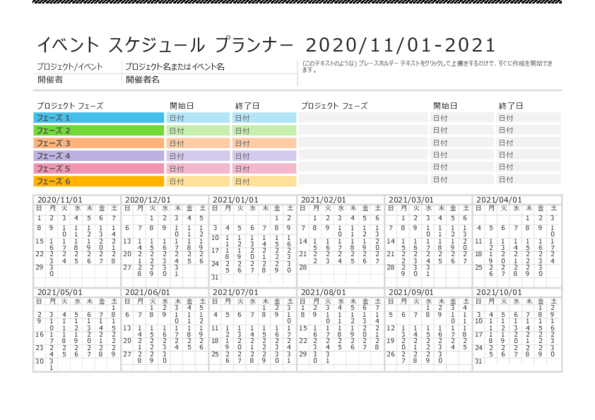 イベント スケジュール プランナー 2020/11/01-2021
プロジェクト/イベント プロジェクト名またはイベント名 (このテキストのような) プレースホルダー テキストをクリックして上書きするだけで、すぐに作成を開始できます。
開催者 開催者名
プロジェクト フェーズ 開始日 終了日 プロジェクト フェーズ 開始日 終了日
フェーズ 1 日付 日付 日付 日付
フェーズ 2 日付 日付 日付 日付
フェーズ 3 日付 日付 日付 日付
フェーズ 4 日付 日付 日付 日付
フェーズ 5 日付 日付 日付 日付
フェーズ 6 日付 日付 日付 日付
2020/11/01 2020/12/01 2021/01/01 2021/02/01 2021/03/01 2021/04/01
日 月 火 水 木 金 土 日 月 火 水 木 金 土 日 月 火 水 木 金 土 日 月 火 水 木 金 土 日 月 火 水 木 金 土 日 月 火 水 木 金 土
1 2 3 4 5 6 7 1 2 3 4 5 1 2 1 2 3 4 5 6 1 2 3 4 5 6 1 2 3
8 9 10 11 12 13 14 6 7 8 9 10 11 12 3 4 5 6 7 8 9 7 8 9 10 11 12 13 7 8 9 10 11 12 13 4 5 6 7 8 9 10
15 16 17 18 19 20 21 13 14 15 16 17 18 19 10 11 12 13 14 15 16 14 15 16 17 18 19 20 14 15 16 17 18 19 20 11 12 13 14 15 16 17
22 23 24 25 26 27 28 20 21 22 23 24 25 26 17 18 19 20 21 22 23 21 22 23 24 25 26 27 21 22 23 24 25 26 27 18 19 20 21 22 23 24
29 30 27 28 29 30 31 24 25 26 27 28 29 30 28 28 29 30 31 25 26 27 28 29 30
31
2021/05/01 2021/06/01 2021/07/01 2021/08/01 2021/09/01 2021/10/01
日 月 火 水 木 金 土 日 月 火 水 木 金 土 日 月 火 水 木 金 土 日 月 火 水 木 金 土 日 月 火 水 木 金 土 日 月 火 水 木 金 土
1 1 2 3 4 5 1 2 3 1 2 3 4 5 6 7 1 2 3 4 1 2
2 3 4 5 6 7 8 6 7 8 9 10 11 12 4 5 6 7 8 9 10 8 9 10 11 12 13 14 5 6 7 8 9 10 11 3 4 5 6 7 8 9
9 10 11 12 13 14 15 13 14 15 16 17 18 19 11 12 13 14 15 16 17 15 16 17 18 19 20 21 12 13 14 15 16 17 18 10 11 12 13 14 15 16
16 17 18 19 20 21 22 20 21 22 23 24 25 26 18 19 20 21 22 23 24 22 23 24 25 26 27 28 19 20 21 22 23 24 25 17 18 19 20 21 22 23
23 24 25 26 27 28 29 27 28 29 30 25 26 27 28 29 30 31 29 30 31 26 27 28 29 30 24 25 26 27 28 29 30
30 31 31